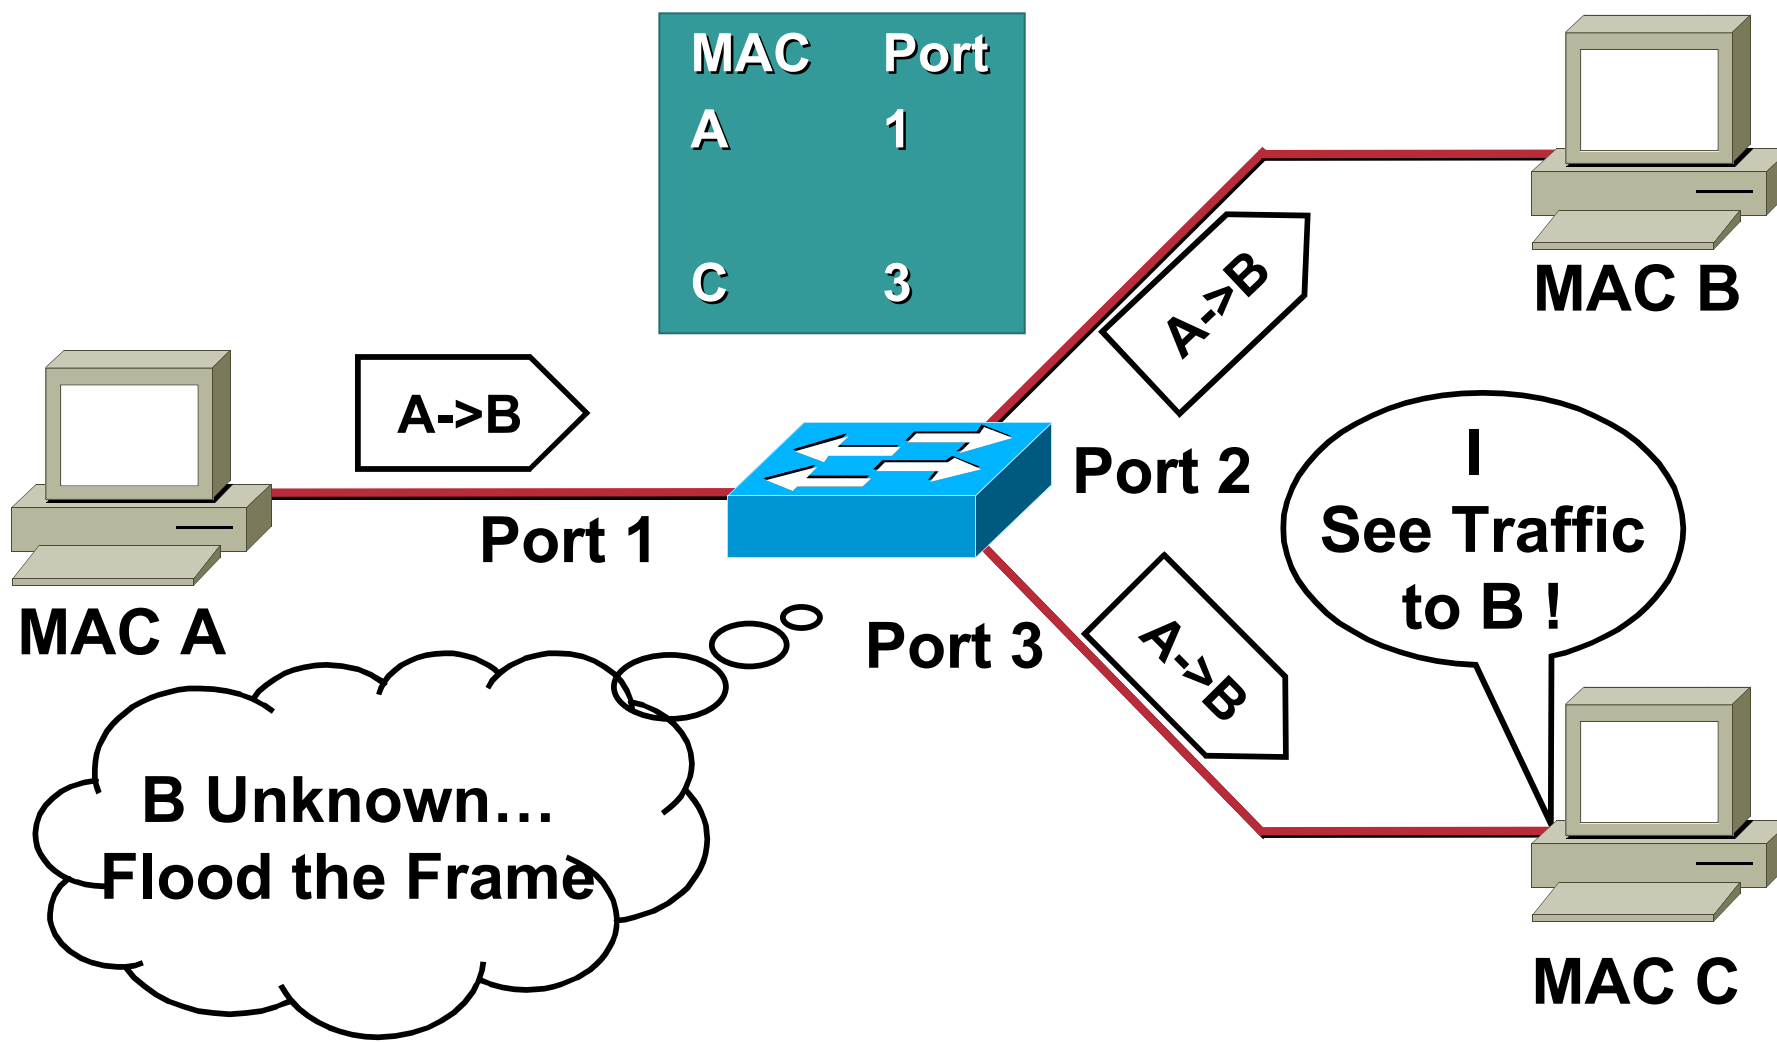 MAC Port
A 1
C 3
MAC B
A->B
A->B
Port 1
Port 2
MAC A
I
See Traffic
to B !
Port 3
A->B
B Unknown…
Flood the Frame
MAC C